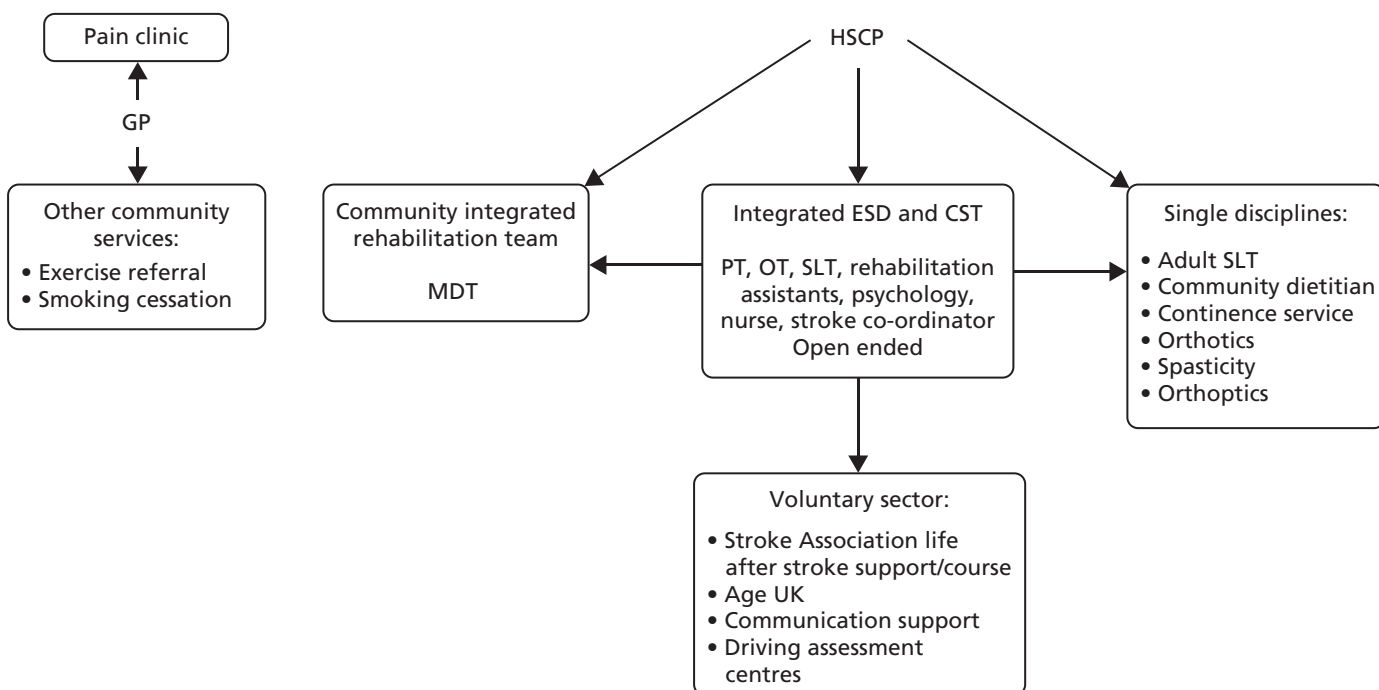 Pain clinic
GP
Other community
services:
• Exercise referral
• Smoking cessation
HSCP
Community integrated
rehabilitation team
MDT
Integrated ESD and CST
PT, OT, SLT, rehabilitation
assistants, psychology,
nurse, stroke co-ordinator
Open ended
Single disciplines:
• Adult SLT
• Community dietitian
• Continence service
• Orthotics
• Spasticity
• Orthoptics
Voluntary sector:
• Stroke Association life
after stroke support/course
• Age UK
• Communication support
• Driving assessment
centres